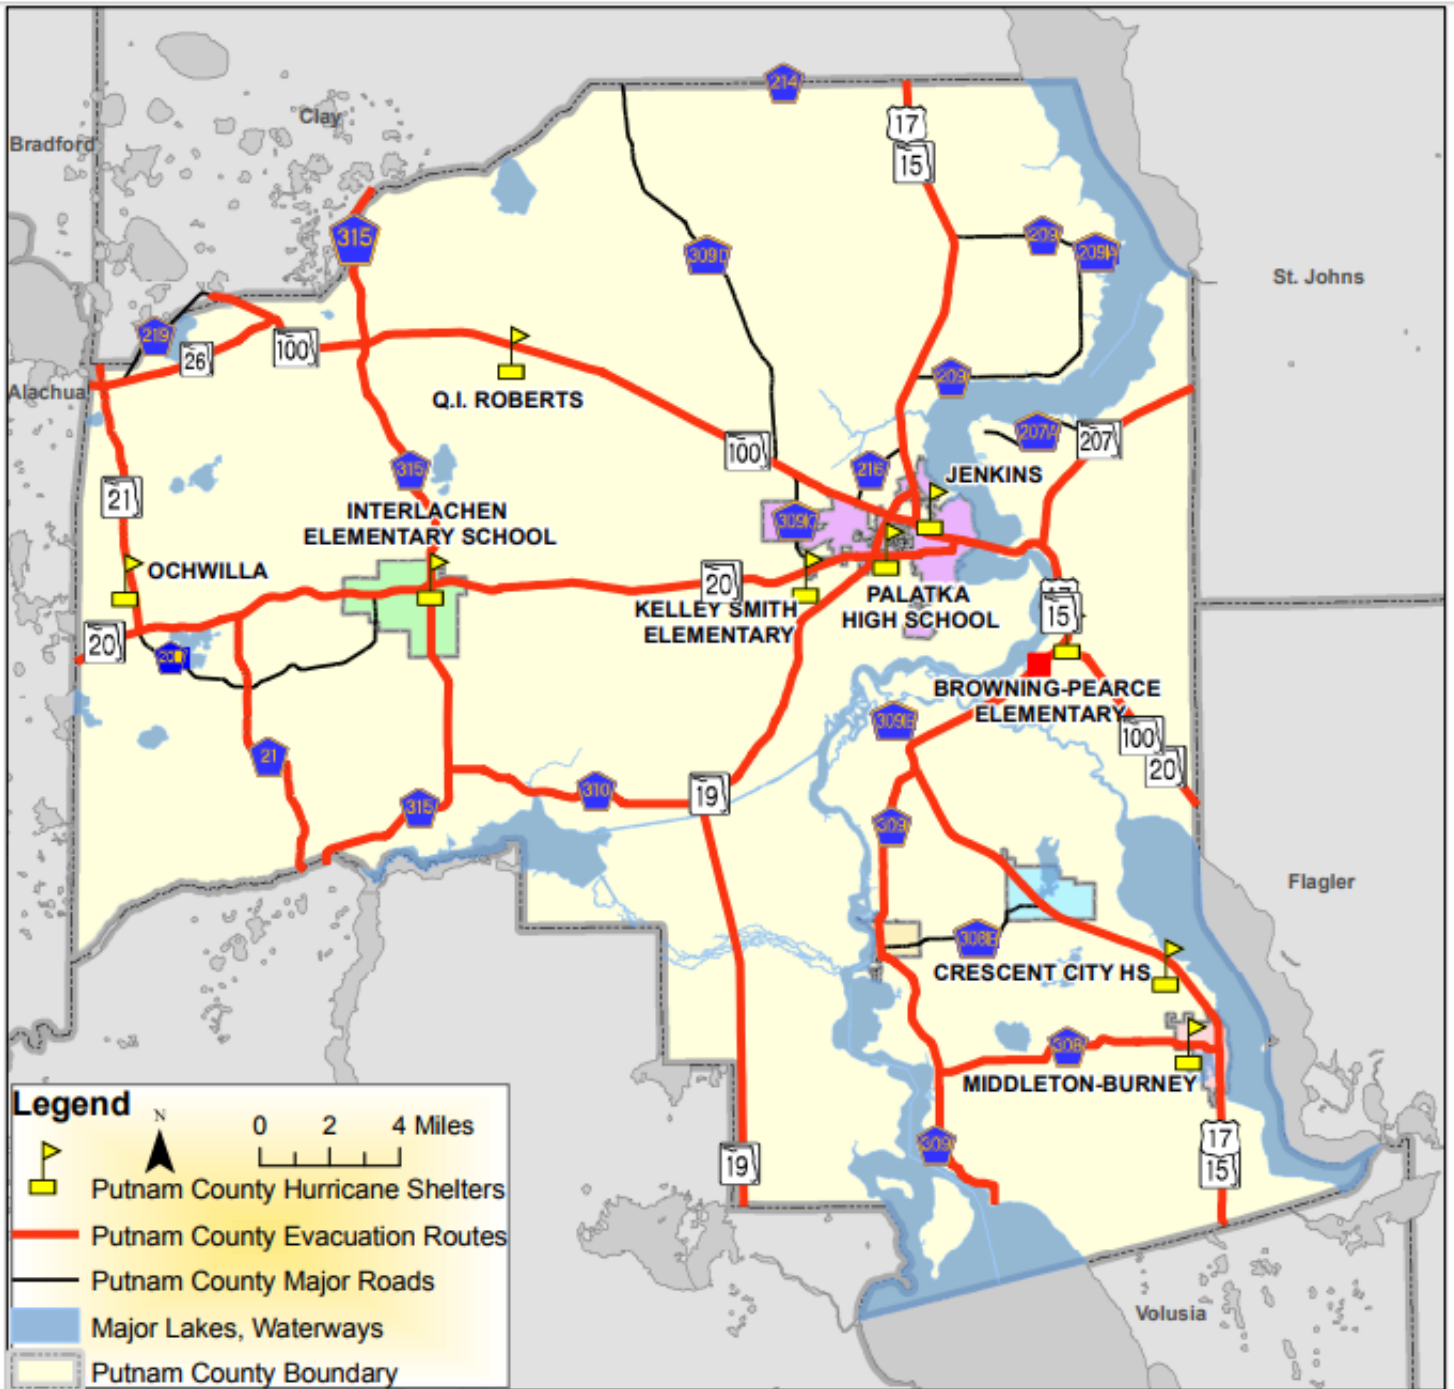 214
Clay
17
Bradford
15
315
209
209A
309D
St. Johns
219
26
100
Alachua
209
Q.I. ROBERTS
207A
207
100
315
216
JENKINS
21
INTERLACHEN
ELEMENTARY SCHOOL
309C
OCHWILLA
20
KELLEY SMITH
ELEMENTARY
PALATKA
HIGH SCHOOL
15
20
BROWNING-PEARCE
ELEMENTARY
309B
100
20
21
310
19
315
309
Flagler
308B
CRESCENT CITY HS
308
MIDDLETON-BURNEY
309
17
15
19
Volusia
Legend
N
0 2 4 Miles
Putnam County Hurricane Shelters
Putnam County Evacuation Routes
Putnam County Major Roads
Major Lakes, Waterways
Putnam County Boundary